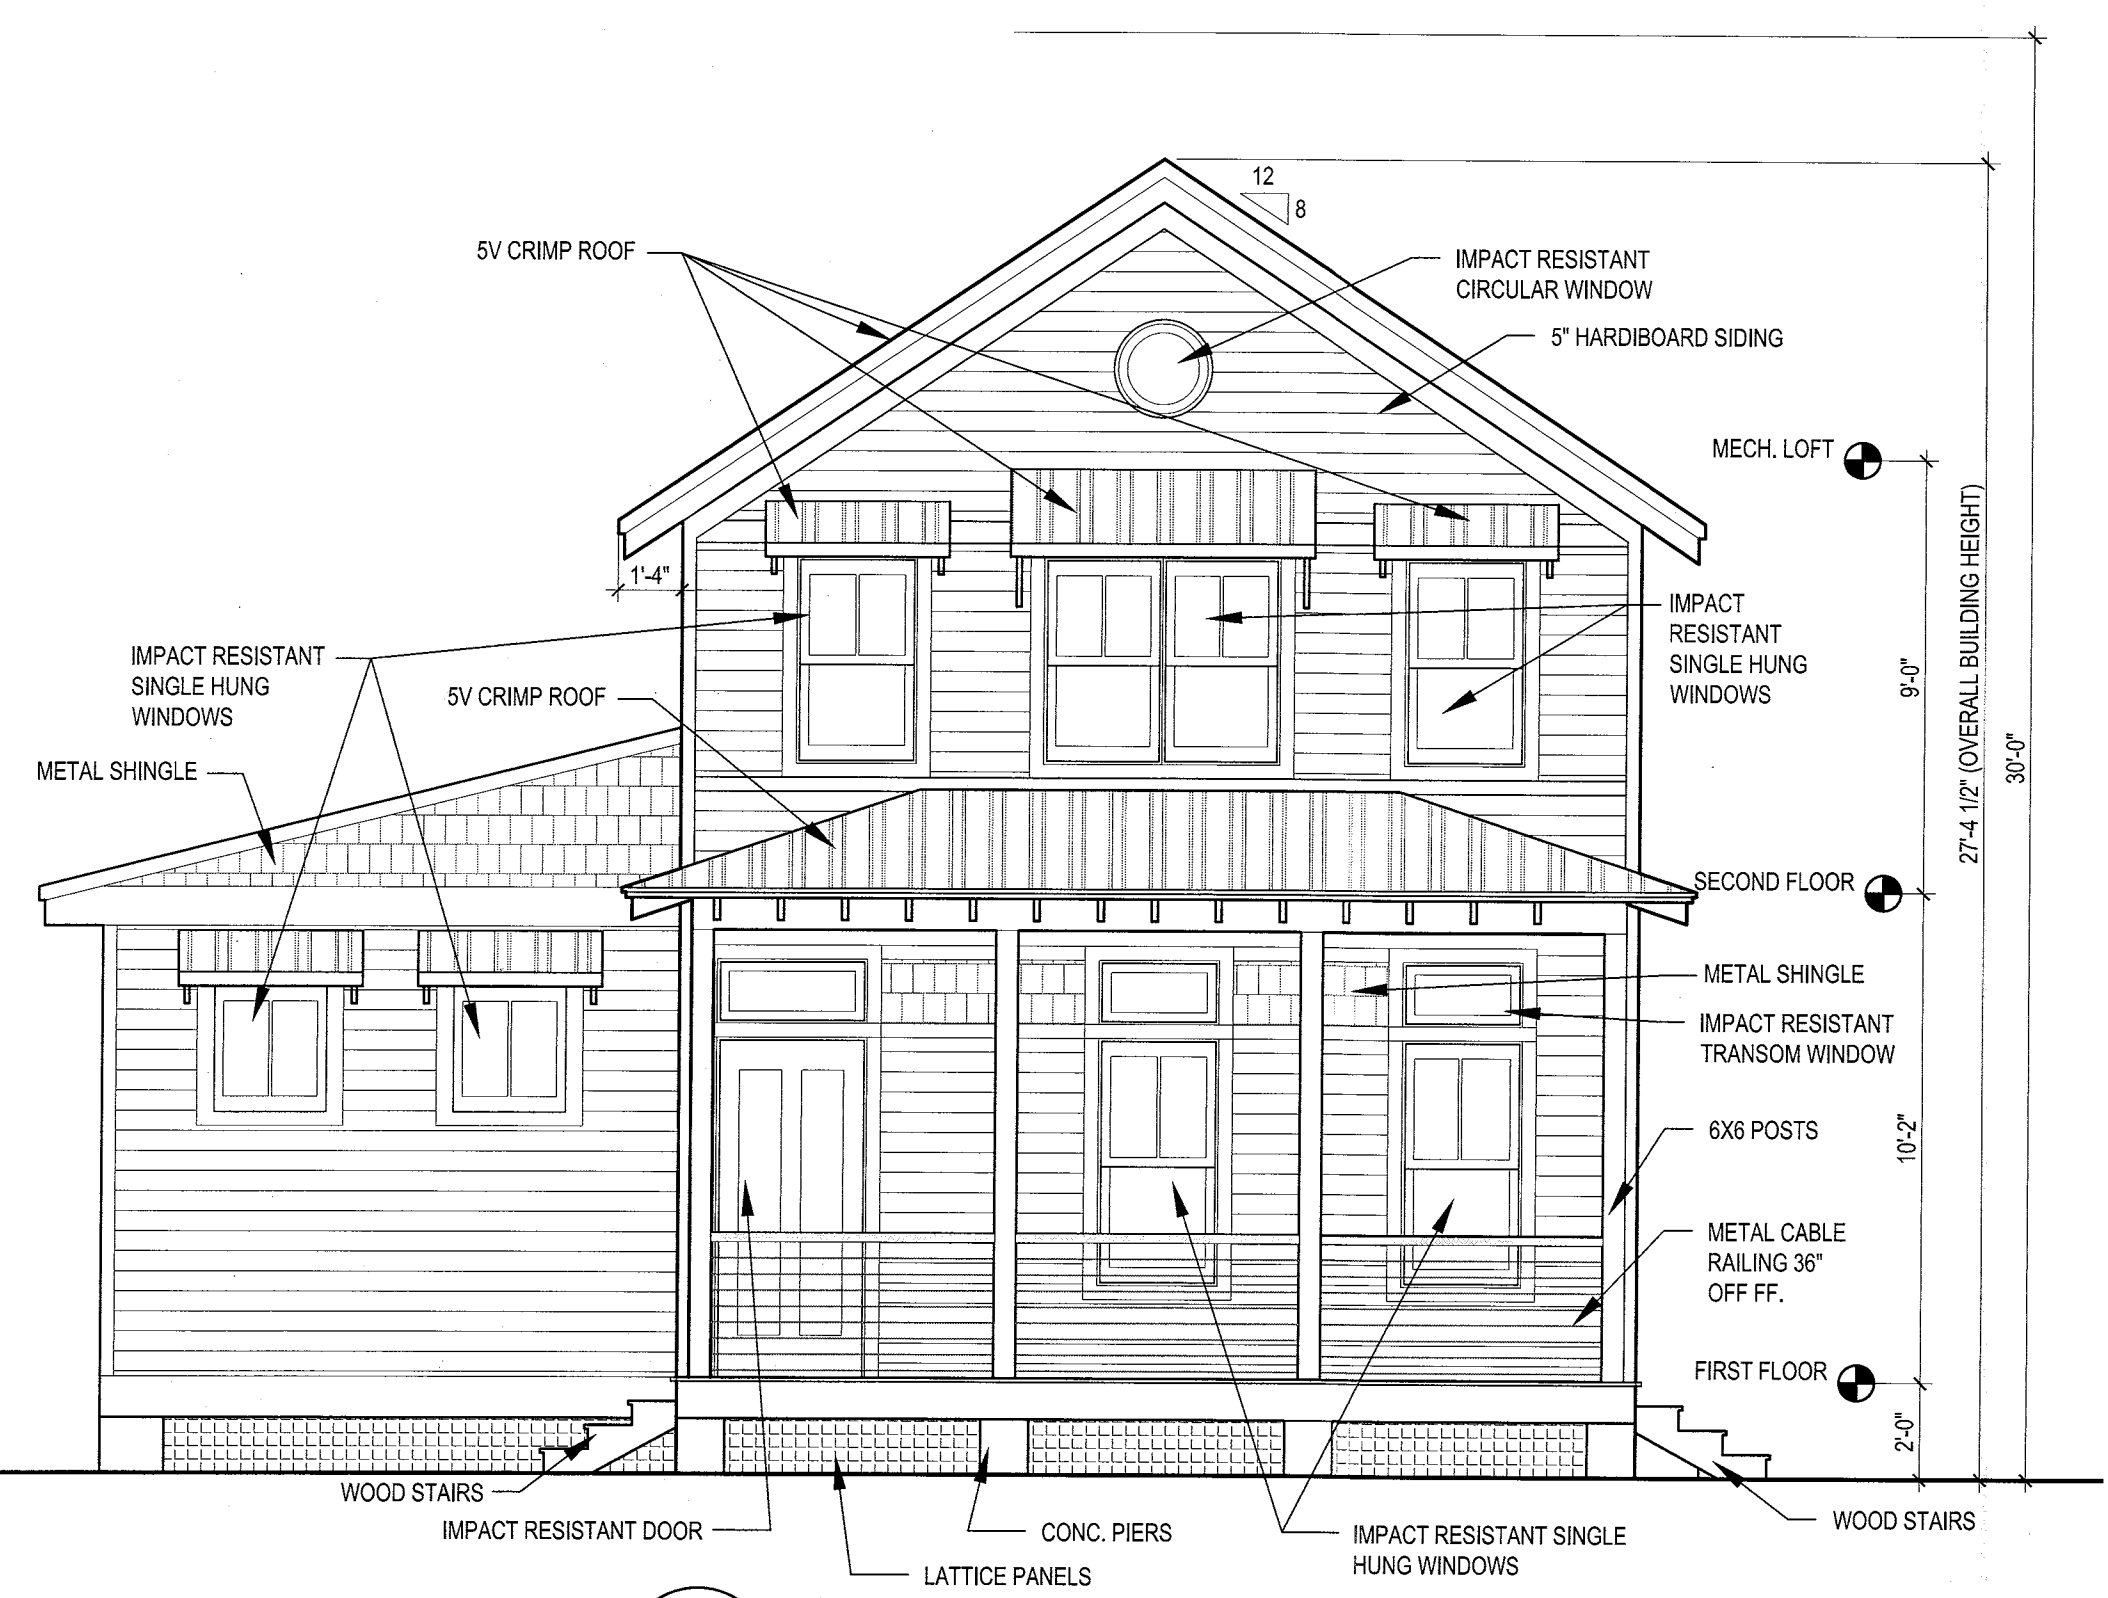 12
8
5V CRIMP ROOF
IMPACT RESISTANT
CIRCULAR WINDOW
5" HARDIBOARD SIDING
MECH. LOFT
1'-4"
IMPACT
RESISTANT
SINGLE HUNG
WINDOWS
IMPACT RESISTANT
SINGLE HUNG
WINDOWS
5V CRIMP ROOF
METAL SHINGLE
9'-0"
27'-4 1/2" (OVERALL BUILDING HEIGHT)
30'-0"
SECOND FLOOR
METAL SHINGLE
IMPACT RESISTANT
TRANSOM WINDOW
6X6 POSTS
10'-2"
METAL CABLE
RAILING 36"
OFF FF.
FIRST FLOOR
2'-0"
WOOD STAIRS
IMPACT RESISTANT DOOR
CONC. PIERS
LATTICE PANELS
IMPACT RESISTANT SINGLE
HUNG WINDOWS
WOOD STAIRS